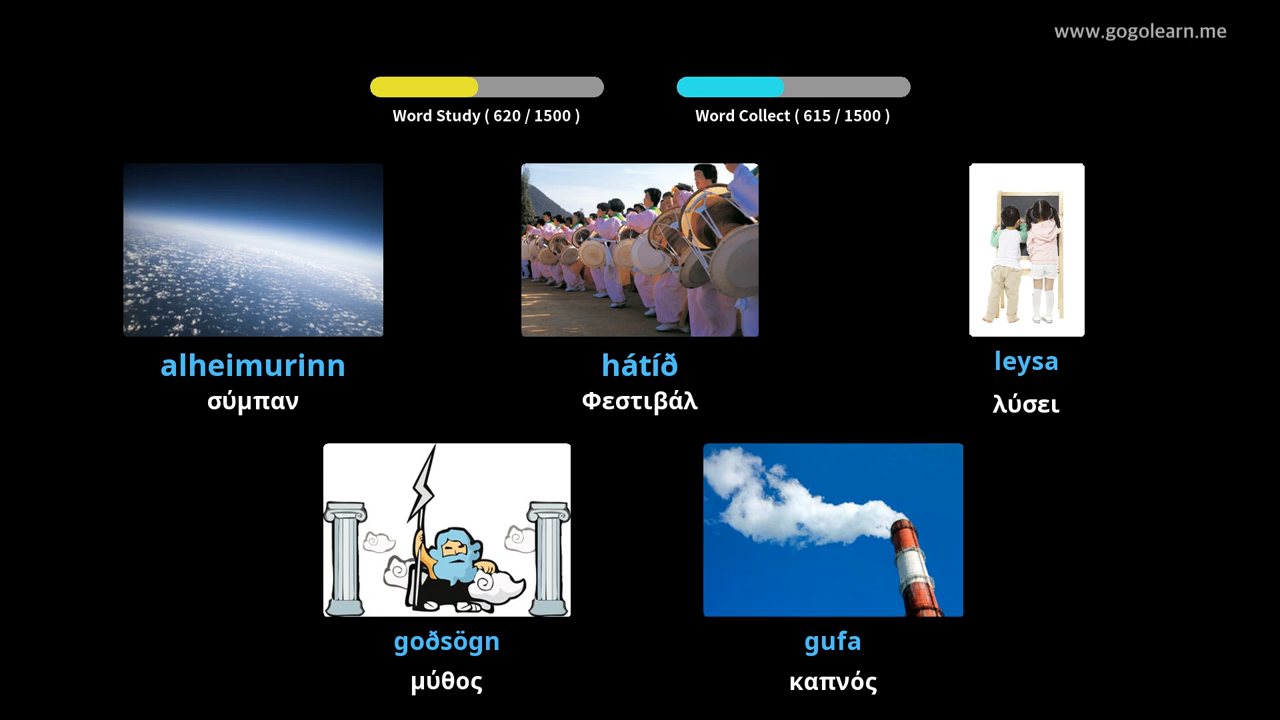 www.gogolearn.me
Word Study ( 620 / 1500 )
Word Collect ( 615 / 1500 )
alheimurinn
σύμπαν
hátíð
Φεστιβάλ
leysa
λύσει
goðsögn
μύθος
gufa
καπνός